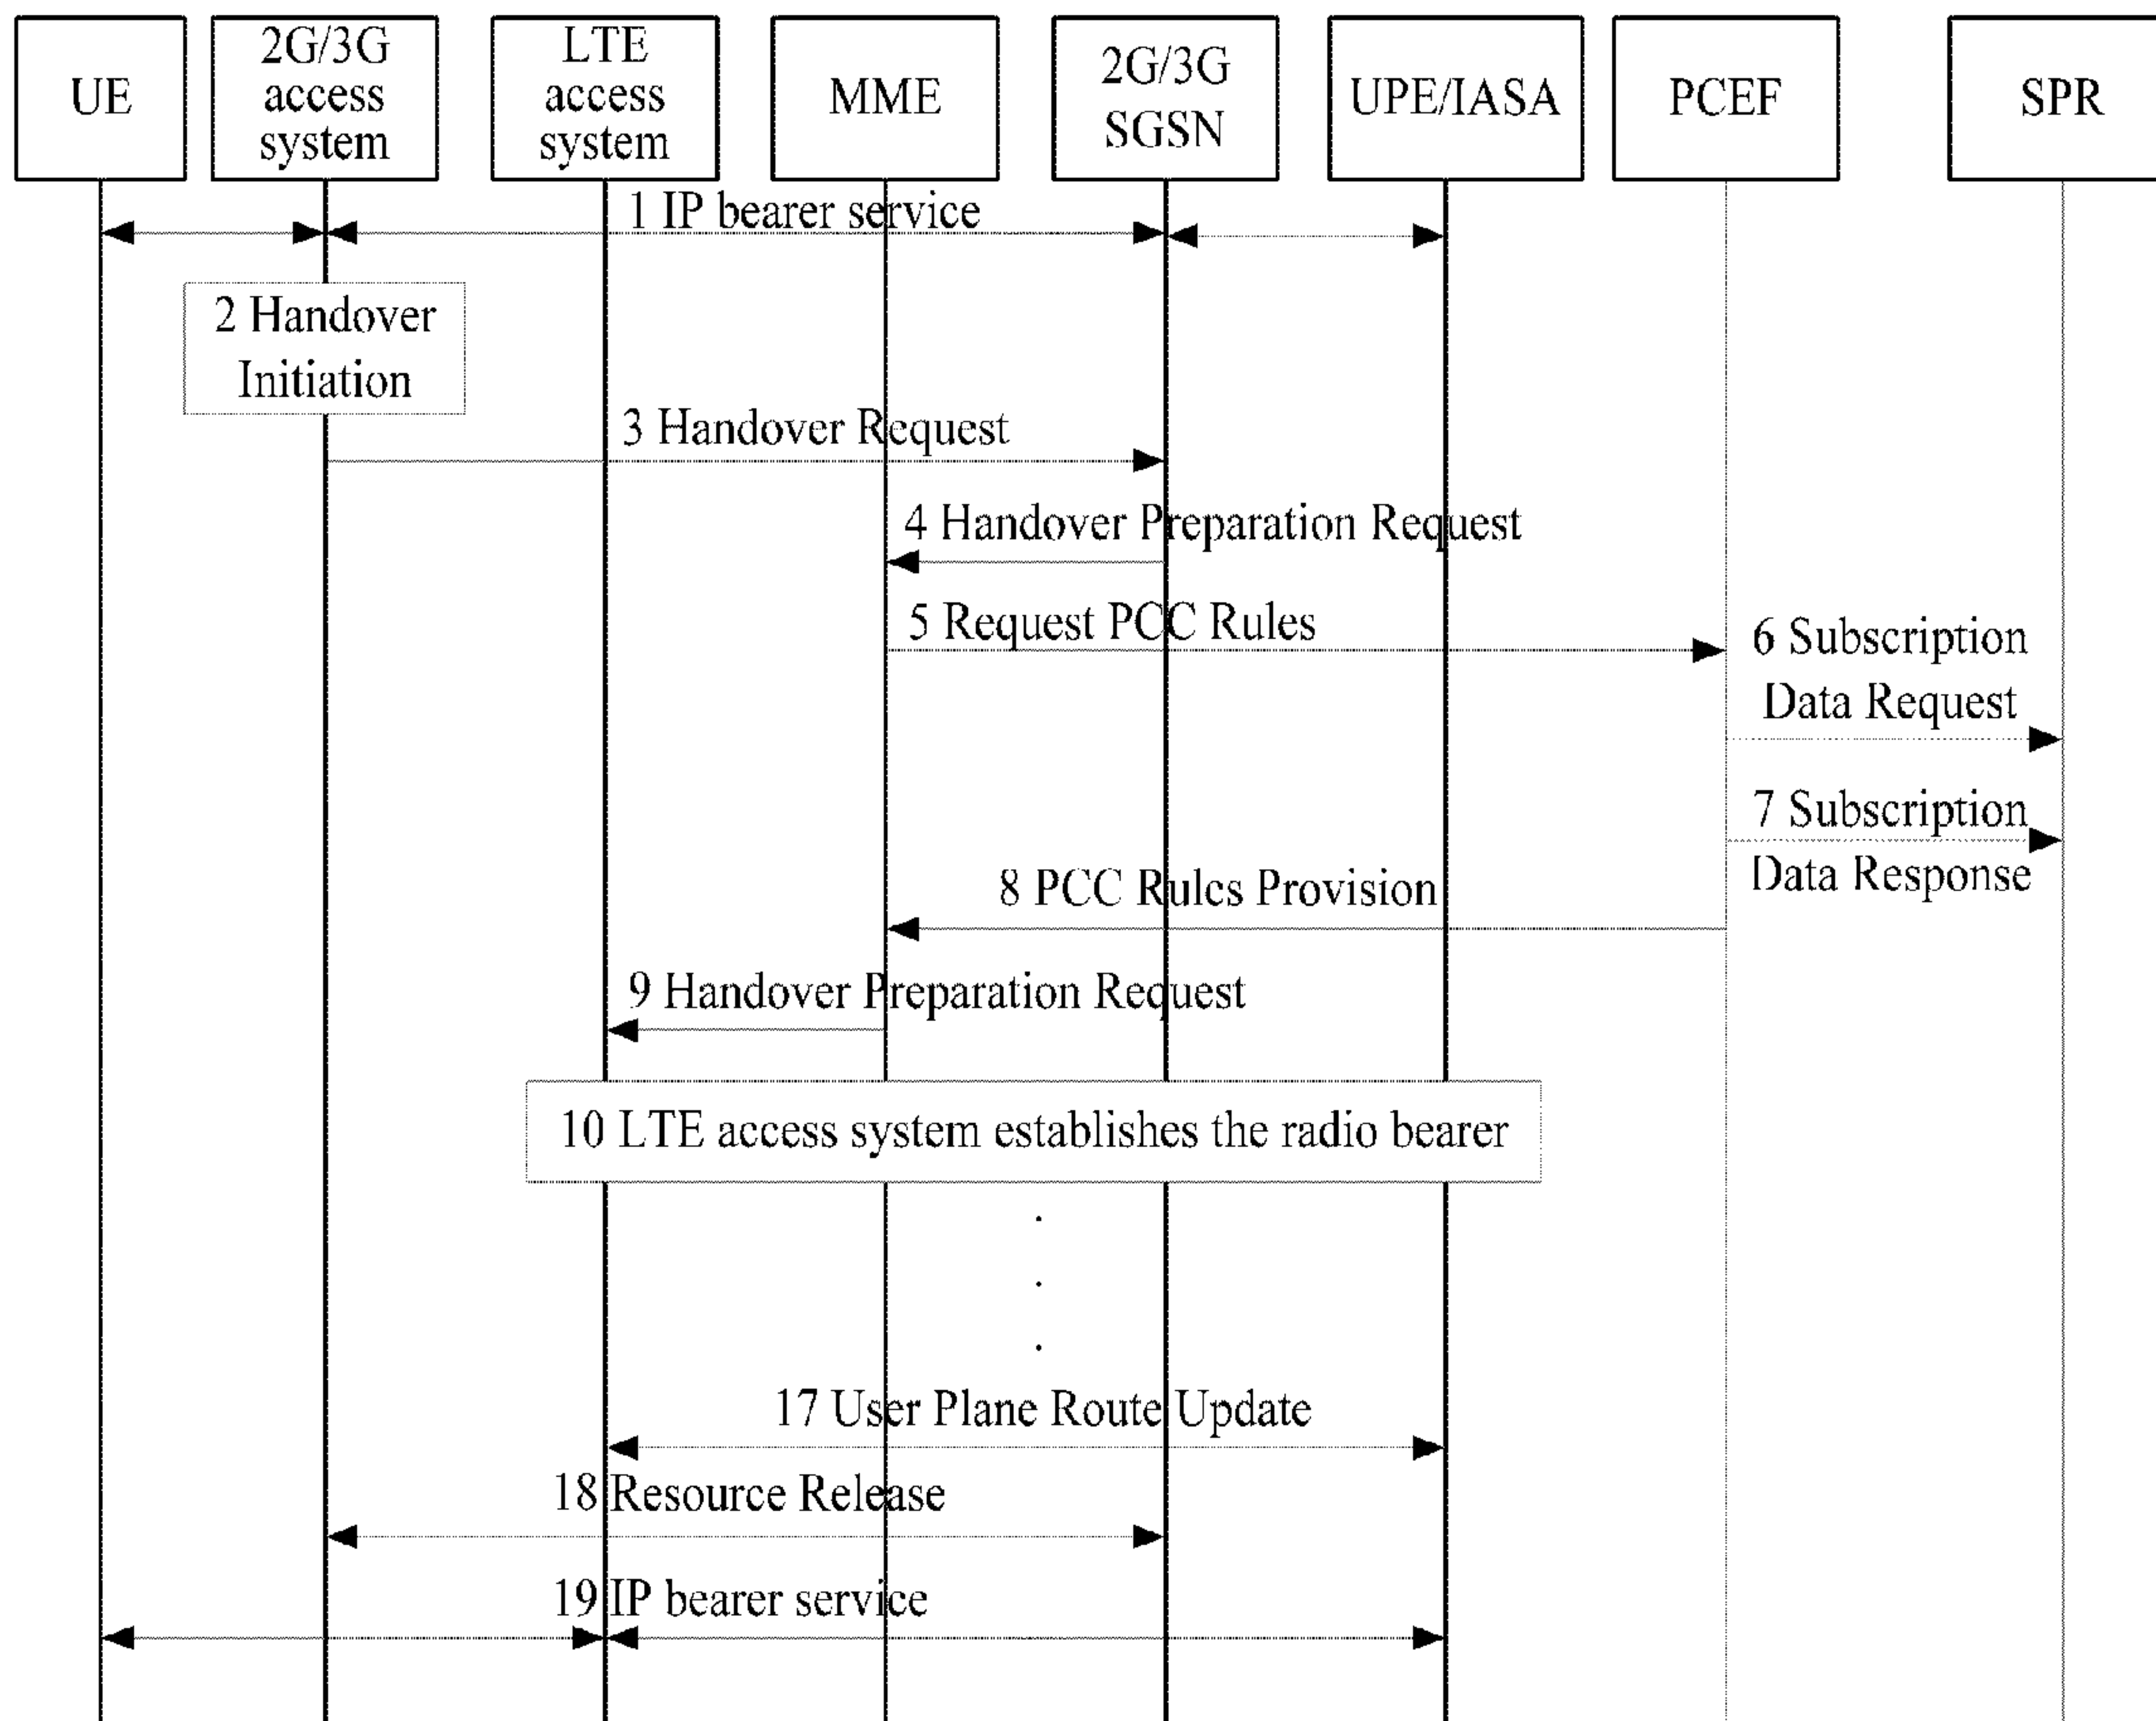 UE
2G/3G
access
system
LTE
access
system
MME
2G/3G
SGSN
UPE/IASA
PCEF
SPR
1 IP bearer service
2 Handover
Initiation
3 Handover Request
4 Handover Preparation Request
5 Request PCC Rules
6 Subscription
Data Request
7 Subscription
Data Response
8 PCC Rules Provision
9 Handover Preparation Request
10 LTE access system establishes the radio bearer
17 User Plane Route Update
18 Resource Release
19 IP bearer service